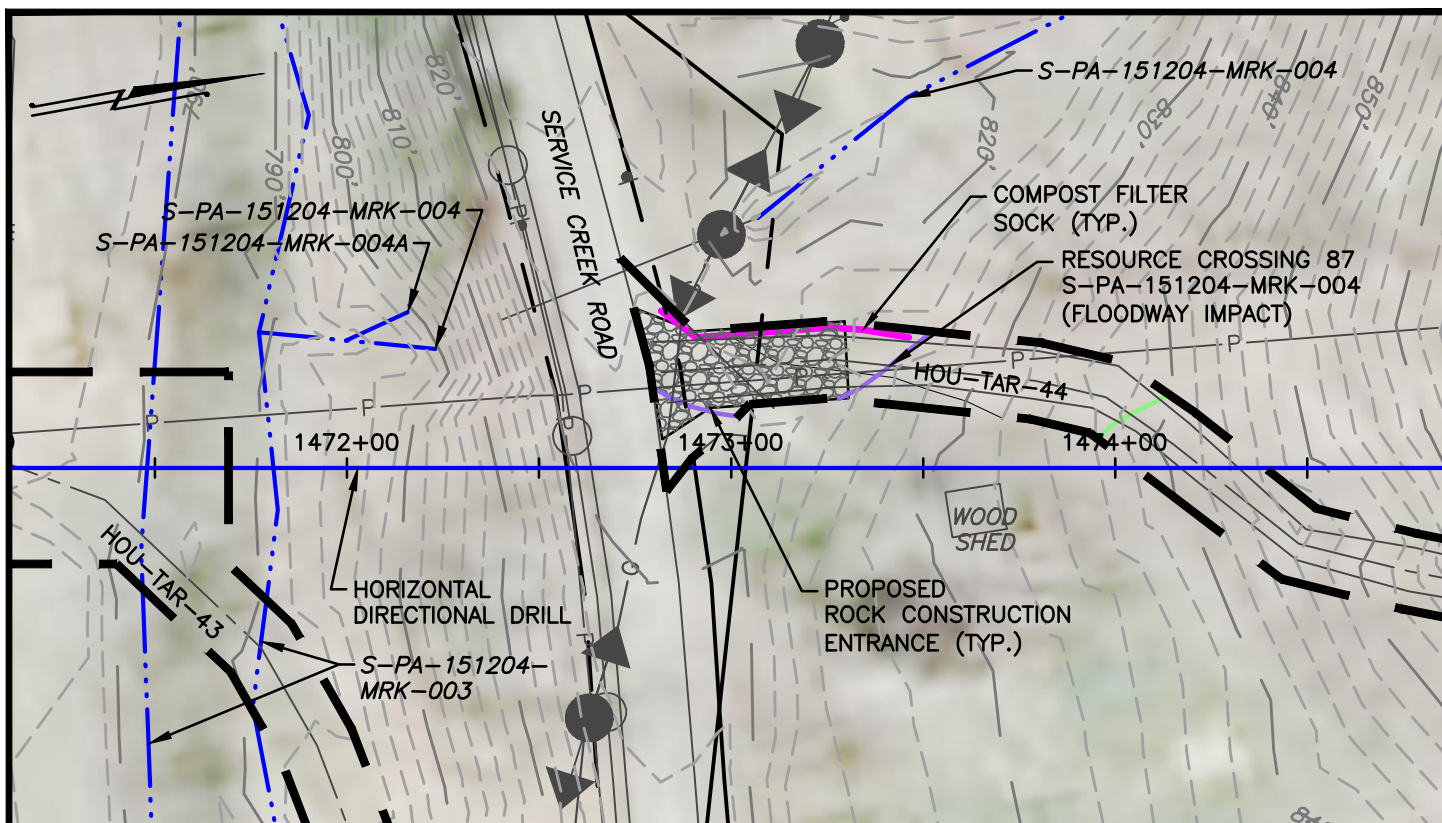 820'
S-PA-151204-MRK-004
790'
810'
800'
790'
820'
830'
840'
850'
SERVICE CREEK ROAD
S-PA-151204-MRK-004
S-PA-151204-MRK-004A
COMPOST FILTER
SOCK (TYP.)
RESOURCE CROSSING 87
S-PA-151204-MRK-004
(FLOODWAY IMPACT)
P
P
P
P
P
P
P
HOU-TAR-44
1472+00
1473+00
1474+00
WOOD
SHED
HOU-TAR-43
HORIZONTAL
DIRECTIONAL DRILL
PROPOSED
ROCK CONSTRUCTION
ENTRANCE (TYP.)
S-PA-151204-
MRK-003